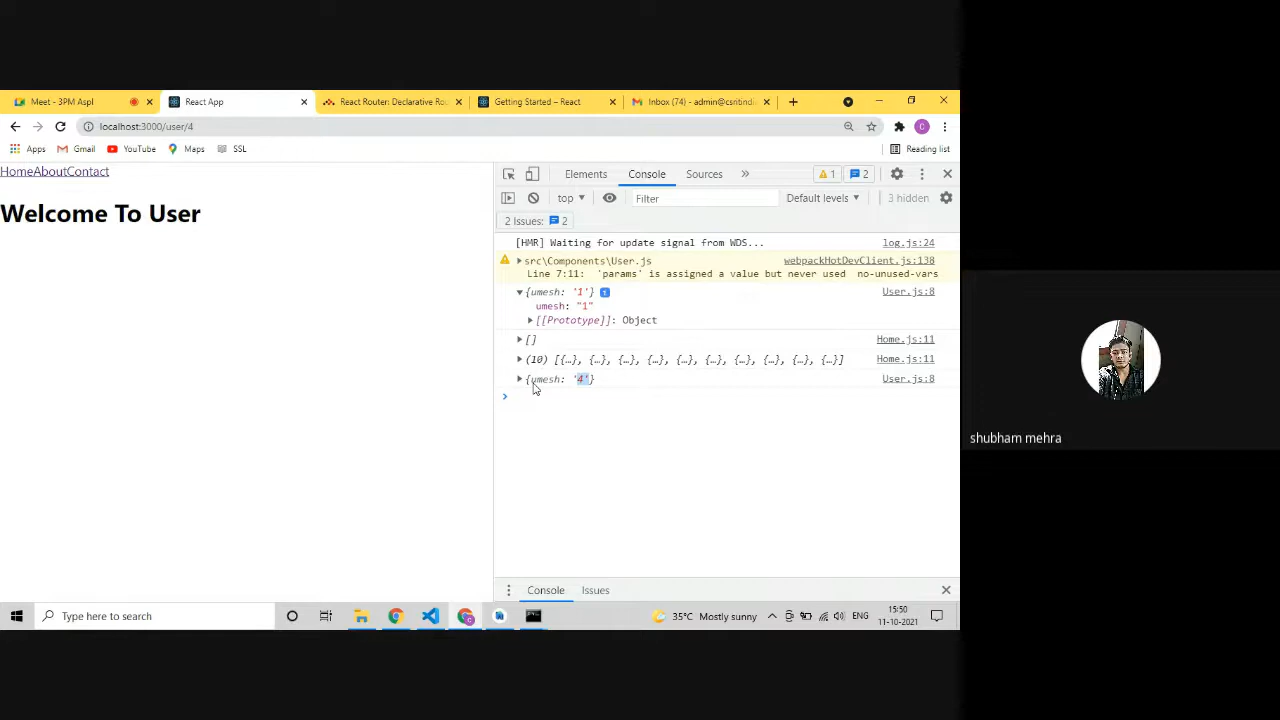 Meet - 3PM Aspl
React App
React Router: Declarative Ro
Getting Started – React
Inbox (74) - admin@csritindi
localhost:3000/user/4
Apps Gmail YouTube Maps SSL Reading list
HomeAboutContact
Welcome To User
Elements Console Sources » 1 2
top Filter Default levels 3 hidden
2 Issues: 2
[HMR] Waiting for update signal from WDS... log.js:24
src\Components\User.js webpackHotDevClient.js:138
Line 7:11: 'params' is assigned a value but never used no-unused-vars
{umesh: '1'} i User.js:8
umesh: "1"
[[Prototype]]: Object
[] Home.js:11
(10) [{…}, {…}, {…}, {…}, {…}, {…}, {…}, {…}, {…}, {…}] Home.js:11
{umesh: '4'} User.js:8
Console Issues
Type here to search
35°C Mostly sunny
ENG
15:50
11-10-2021
shubham mehra